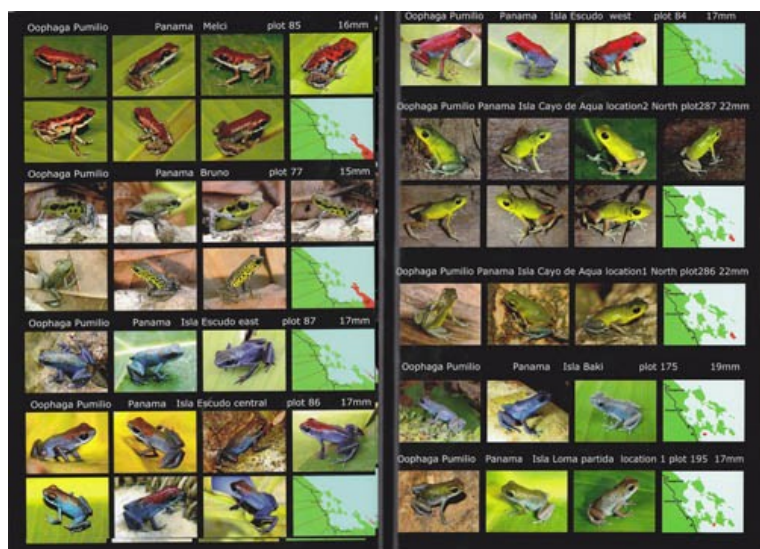 Oophaga Pumilio Panama Melci plot 85 16mm
Oophaga Pumilio Panama Bruno plot 77 15mm
Oophaga Pumilio Panama Isla Escudo east plot 87 17mm
Oophaga Pumilio Panama Isla Escudo central plot 86 17mm
Oophaga Pumilio Panama Isla Escudo west plot 84 17mm
Oophaga Pumilio Panama Isla Cayo de Aqua location2 North plot287 22mm
Oophaga Pumilio Panama Isla Cayo de Aqua location1 North plot286 22mm
Oophaga Pumilio Panama Isla Baki plot 175 19mm
Oophaga Pumilio Panama Isla Loma partida location 1 plot 195 17mm